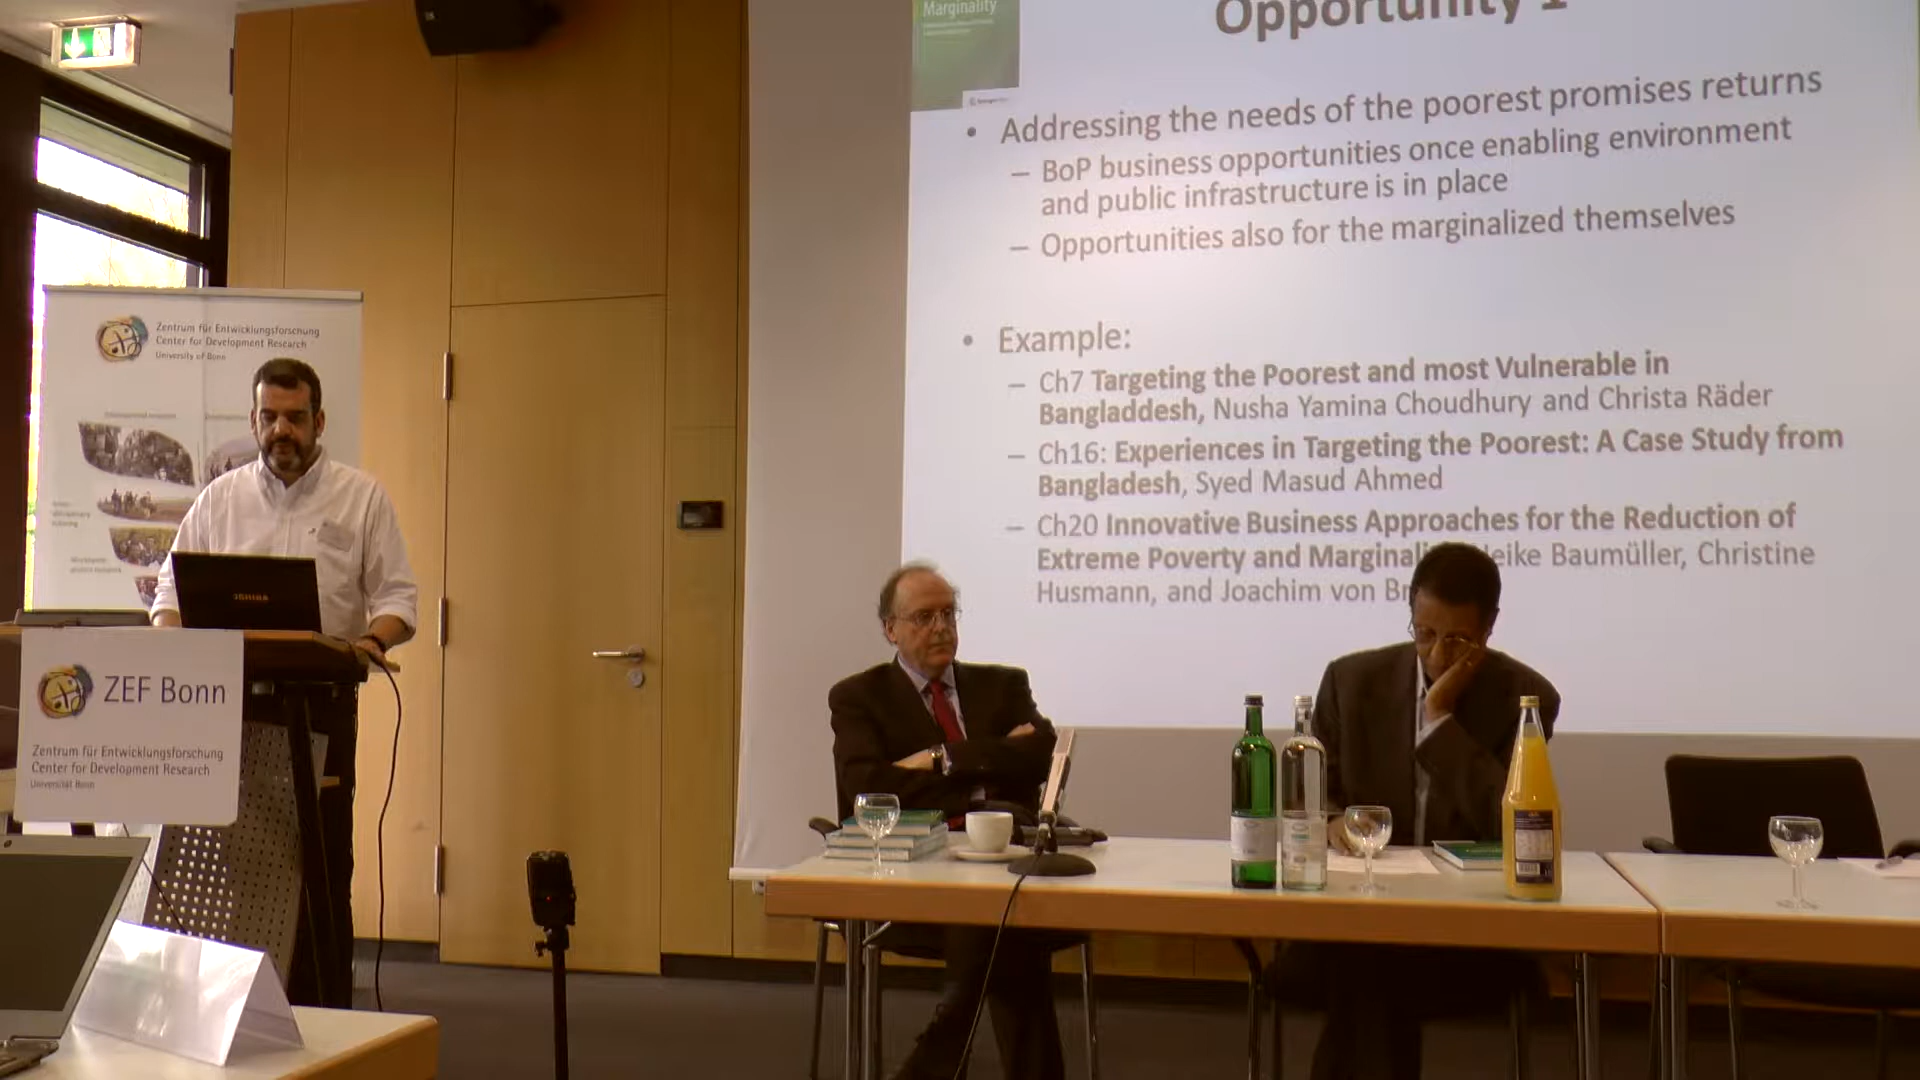 Marginality
Opportunity 1
• Addressing the needs of the poorest promises returns
– BoP business opportunities once enabling environment
and public infrastructure is in place
– Opportunities also for the marginalized themselves
• Example:
– Ch7 Targeting the Poorest and most Vulnerable in
Bangladdesh, Nusha Yamina Choudhury and Christa Räder
– Ch16: Experiences in Targeting the Poorest: A Case Study from
Bangladesh, Syed Masud Ahmed
– Ch20 Innovative Business Approaches for the Reduction of
Extreme Poverty and Marginali eike Baumüller, Christine
Husmann, and Joachim von Br
Zentrum für Entwicklungsforschung
Center for Development Research
University of Bonn
TOSHIBA
ZEF Bonn
Zentrum für Entwicklungsforschung
Center for Development Research
Universität Bonn